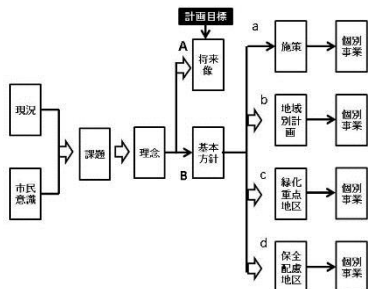 計画目標
A
将来
像
a
施策
個別
事業
現況
課題
理念
B
基本
方針
b
地域
別計画
個別
事業
市民
意識
c
緑化
重点
地区
個別
事業
d
保全
配慮
地区
個別
事業